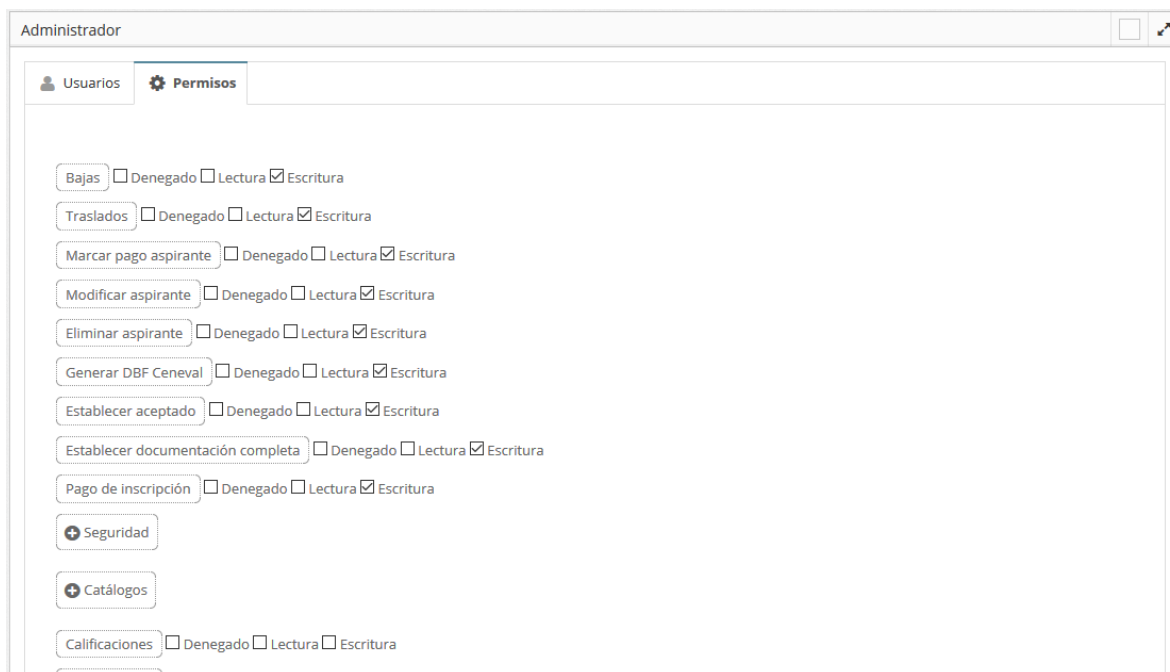 Administrador
Usuarios Permisos
Bajas Denegado Lectura Escritura
Traslados Denegado Lectura Escritura
Marcar pago aspirante Denegado Lectura Escritura
Modificar aspirante Denegado Lectura Escritura
Eliminar aspirante Denegado Lectura Escritura
Generar DBF Ceneval Denegado Lectura Escritura
Establecer aceptado Denegado Lectura Escritura
Establecer documentación completa Denegado Lectura Escritura
Pago de inscripción Denegado Lectura Escritura
Seguridad
Catálogos
Calificaciones Denegado Lectura Escritura